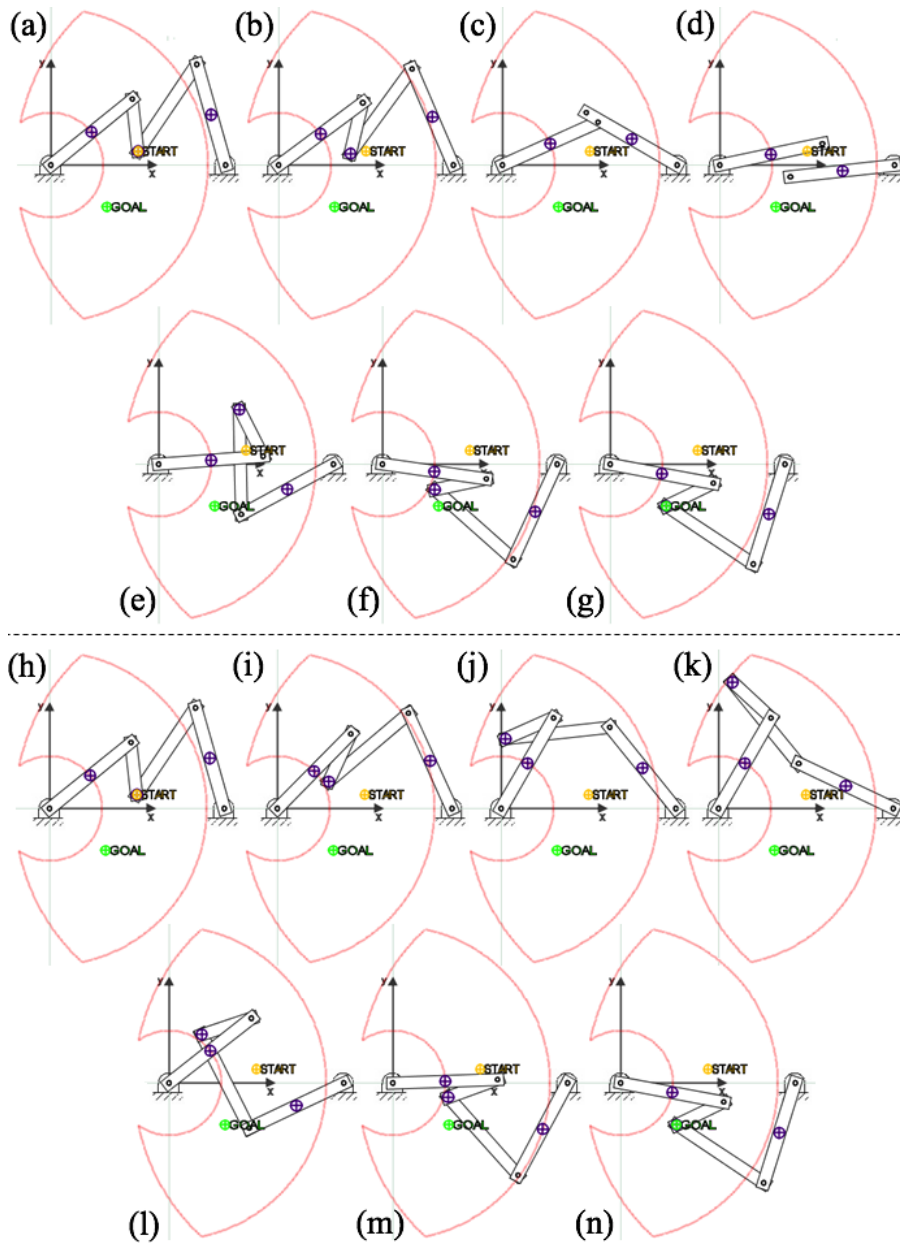 (a) (b) (c) (d)
y y y y
START START START START
x x x x
GOAL GOAL GOAL GOAL
y y y
START START START
x x x
GOAL GOAL GOAL
(e) (f) (g)
(h) (i) (j) (k)
y y y y
START START START START
x x x x
GOAL GOAL GOAL GOAL
y y y
START START START
x x x
GOAL GOAL GOAL
(l) (m) (n)